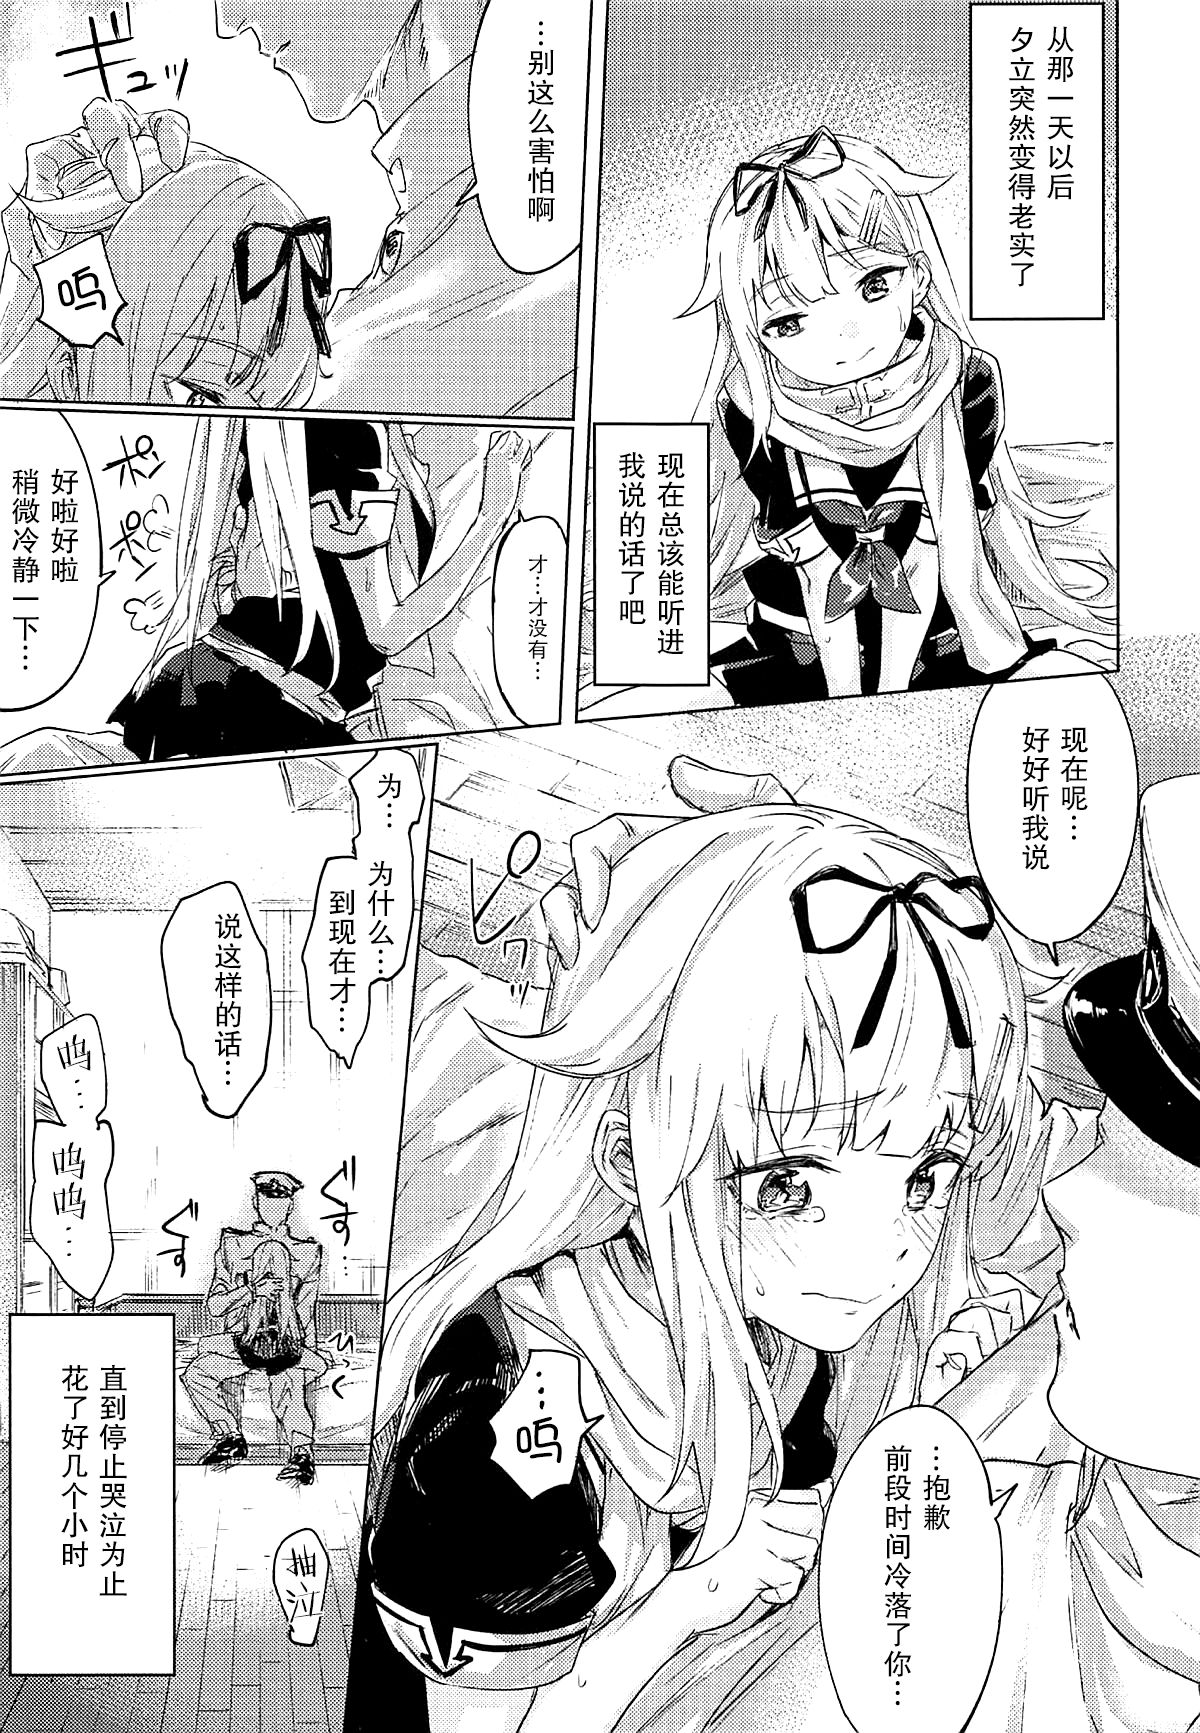 从那一天以后
夕立突然变得老实了
现在总该能听进
我说的话了吧
…别这么害怕啊
ギュッ
呜
才…才没有…
ポン
ポン
好啦好啦
稍微冷静一下…
现在呢…
好好听我说
ピクッ
…抱歉
前段时间冷落了你…
…呜…
为…
为什么…
到现在才…
说这样的话…
呜…
呜呜…
ぐす
ぐす
抽泣
直到停止哭泣为止
花了好几个小时